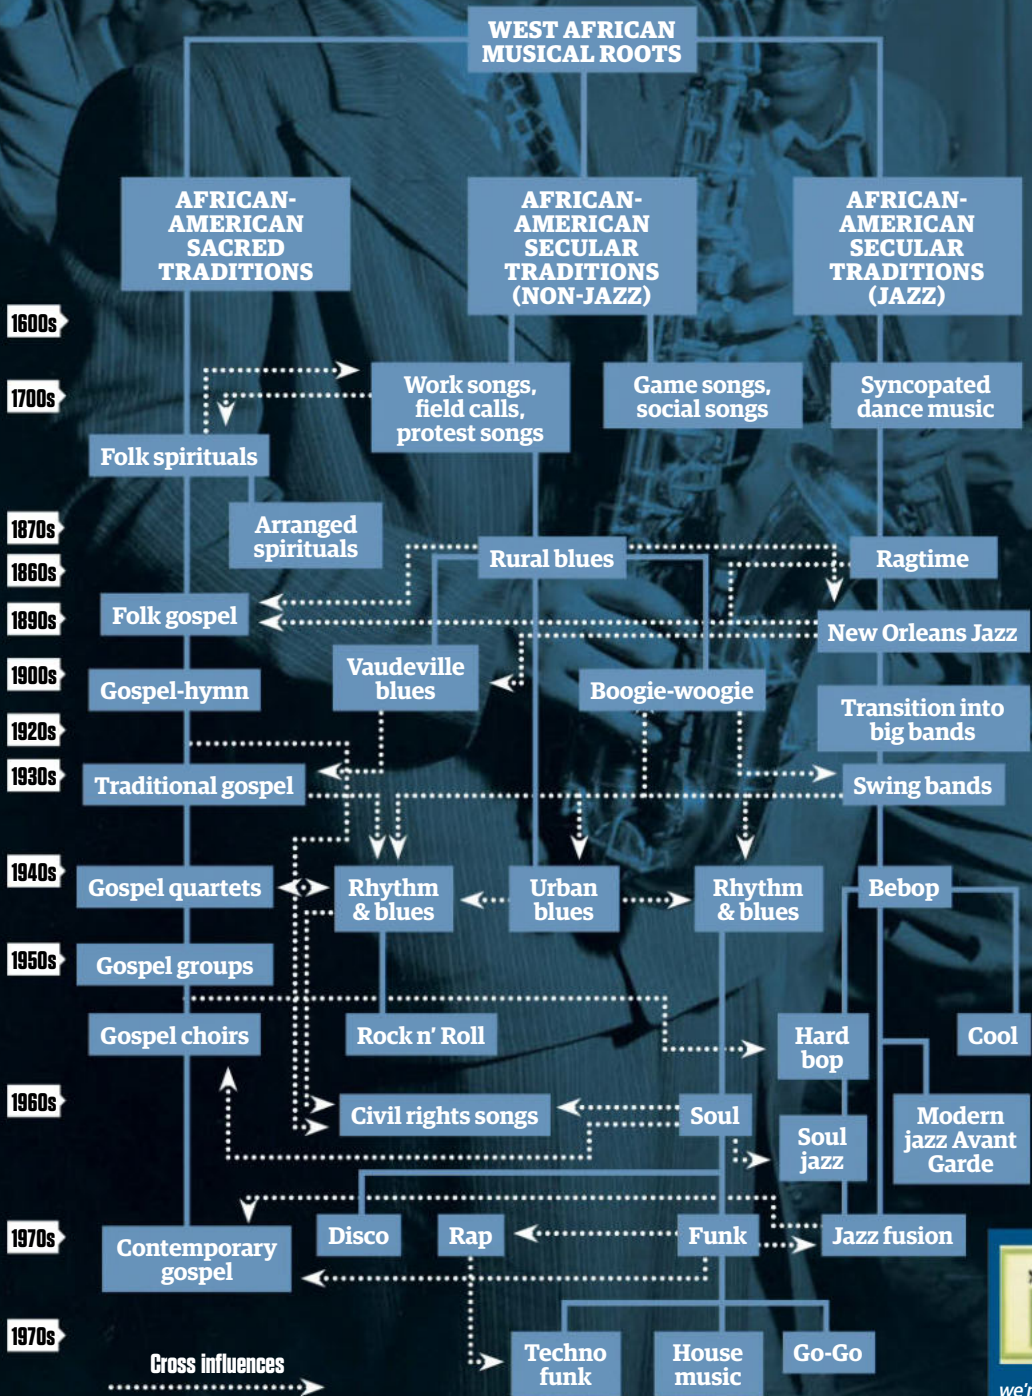 WEST AFRICAN
MUSICAL ROOTS
AFRICAN-
AMERICAN
SACRED
TRADITIONS
AFRICAN-
AMERICAN
SECULAR
TRADITIONS
(NON-JAZZ)
AFRICAN-
AMERICAN
SECULAR
TRADITIONS
(JAZZ)
1600s
1700s
Work songs,
field calls,
protest songs
Game songs,
social songs
Syncopated
dance music
Folk spirituals
Arranged
spirituals
1870s
1860s
Rural blues
Ragtime
1890s
Folk gospel
New Orleans Jazz
1900s
Gospel-hymn
Vaudeville
blues
Boogie-woogie
Transition into
big bands
1920s
1930s
Traditional gospel
Swing bands
1940s
Gospel quartets
Rhythm
& blues
Urban
blues
Rhythm
& blues
Bebop
1950s
Gospel groups
Gospel choirs
Rock n' Roll
Hard
bop
Cool
1960s
Civil rights songs
Soul
Soul
jazz
Modern
jazz Avant
Garde
1970s
Contemporary
gospel
Disco
Rap
Funk
Jazz fusion
1970s
Techno
funk
House
music
Go-Go
Cross influences